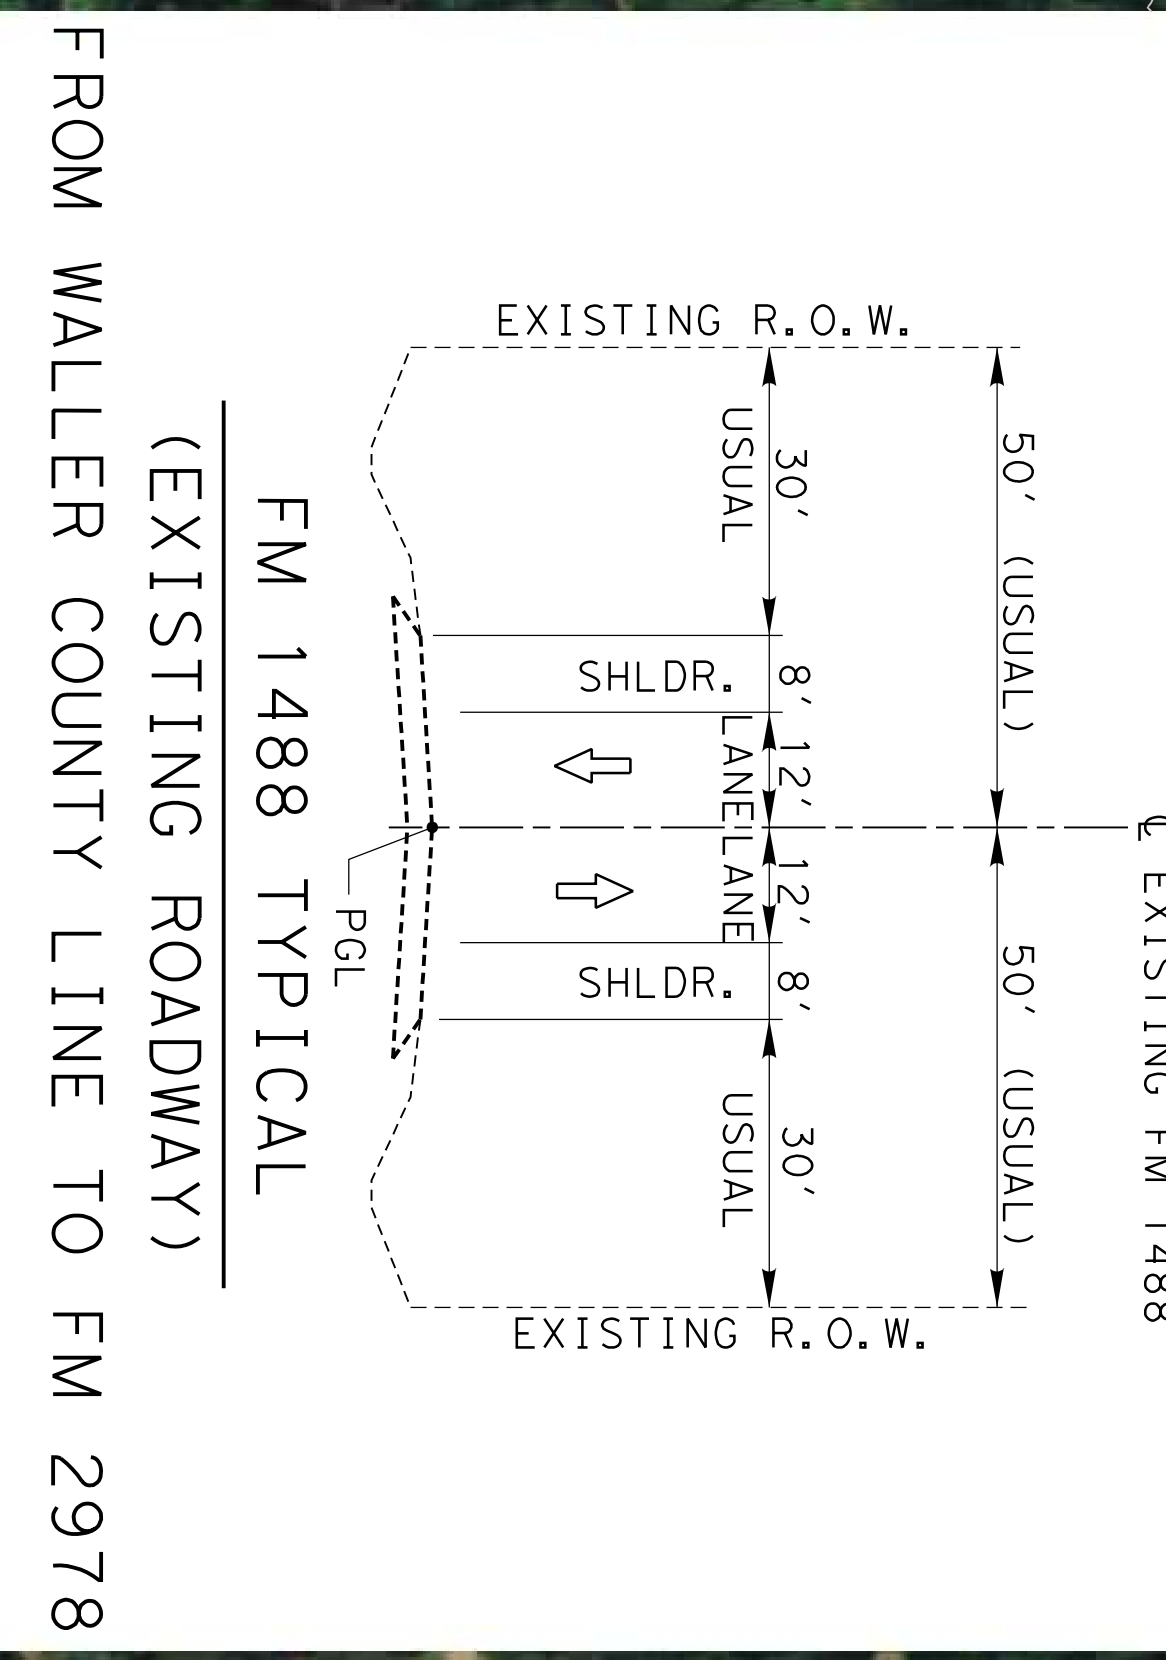 ℄ EXISTING FM 1488
50' (USUAL)
50' (USUAL)
30'
USUAL
8'
SHLDR.
12'
LANE
12'
LANE
8'
SHLDR.
30'
USUAL
EXISTING R.O.W.
EXISTING R.O.W.
PGL
FM 1488 TYPICAL
(EXISTING ROADWAY)
FROM WALLER COUNTY LINE TO FM 2978